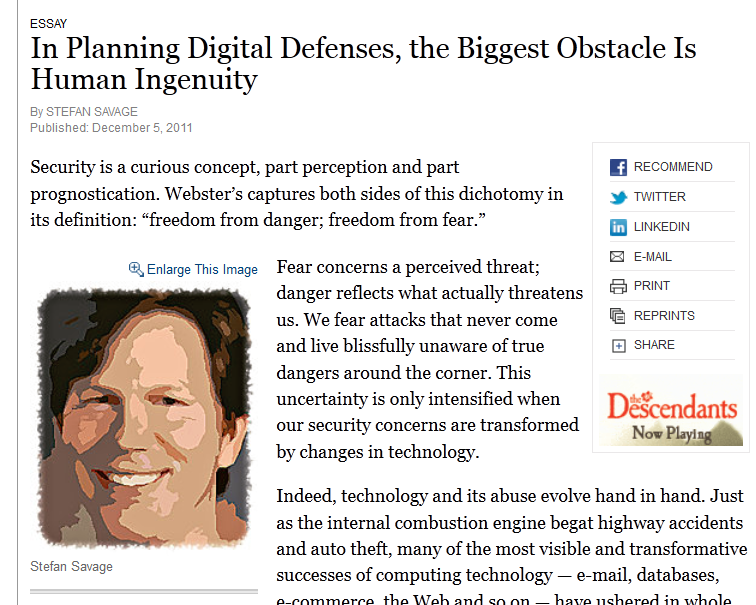 ESSAY
In Planning Digital Defenses, the Biggest Obstacle Is
Human Ingenuity
By STEFAN SAVAGE
Published: December 5, 2011
Security is a curious concept, part perception and part
prognostication. Webster’s captures both sides of this dichotomy in
its definition: “freedom from danger; freedom from fear.”
Enlarge This Image
Stefan Savage
Fear concerns a perceived threat;
danger reflects what actually threatens
us. We fear attacks that never come
and live blissfully unaware of true
dangers around the corner. This
uncertainty is only intensified when
our security concerns are transformed
by changes in technology.
Indeed, technology and its abuse evolve hand in hand. Just
as the internal combustion engine begat highway accidents
and auto theft, many of the most visible and transformative
successes of computing technology — e-mail, databases,
e-commerce, the Web and so on — have ushered in whole
RECOMMEND
TWITTER
LINKEDIN
E-MAIL
PRINT
REPRINTS
SHARE
the Descendants
Now Playing